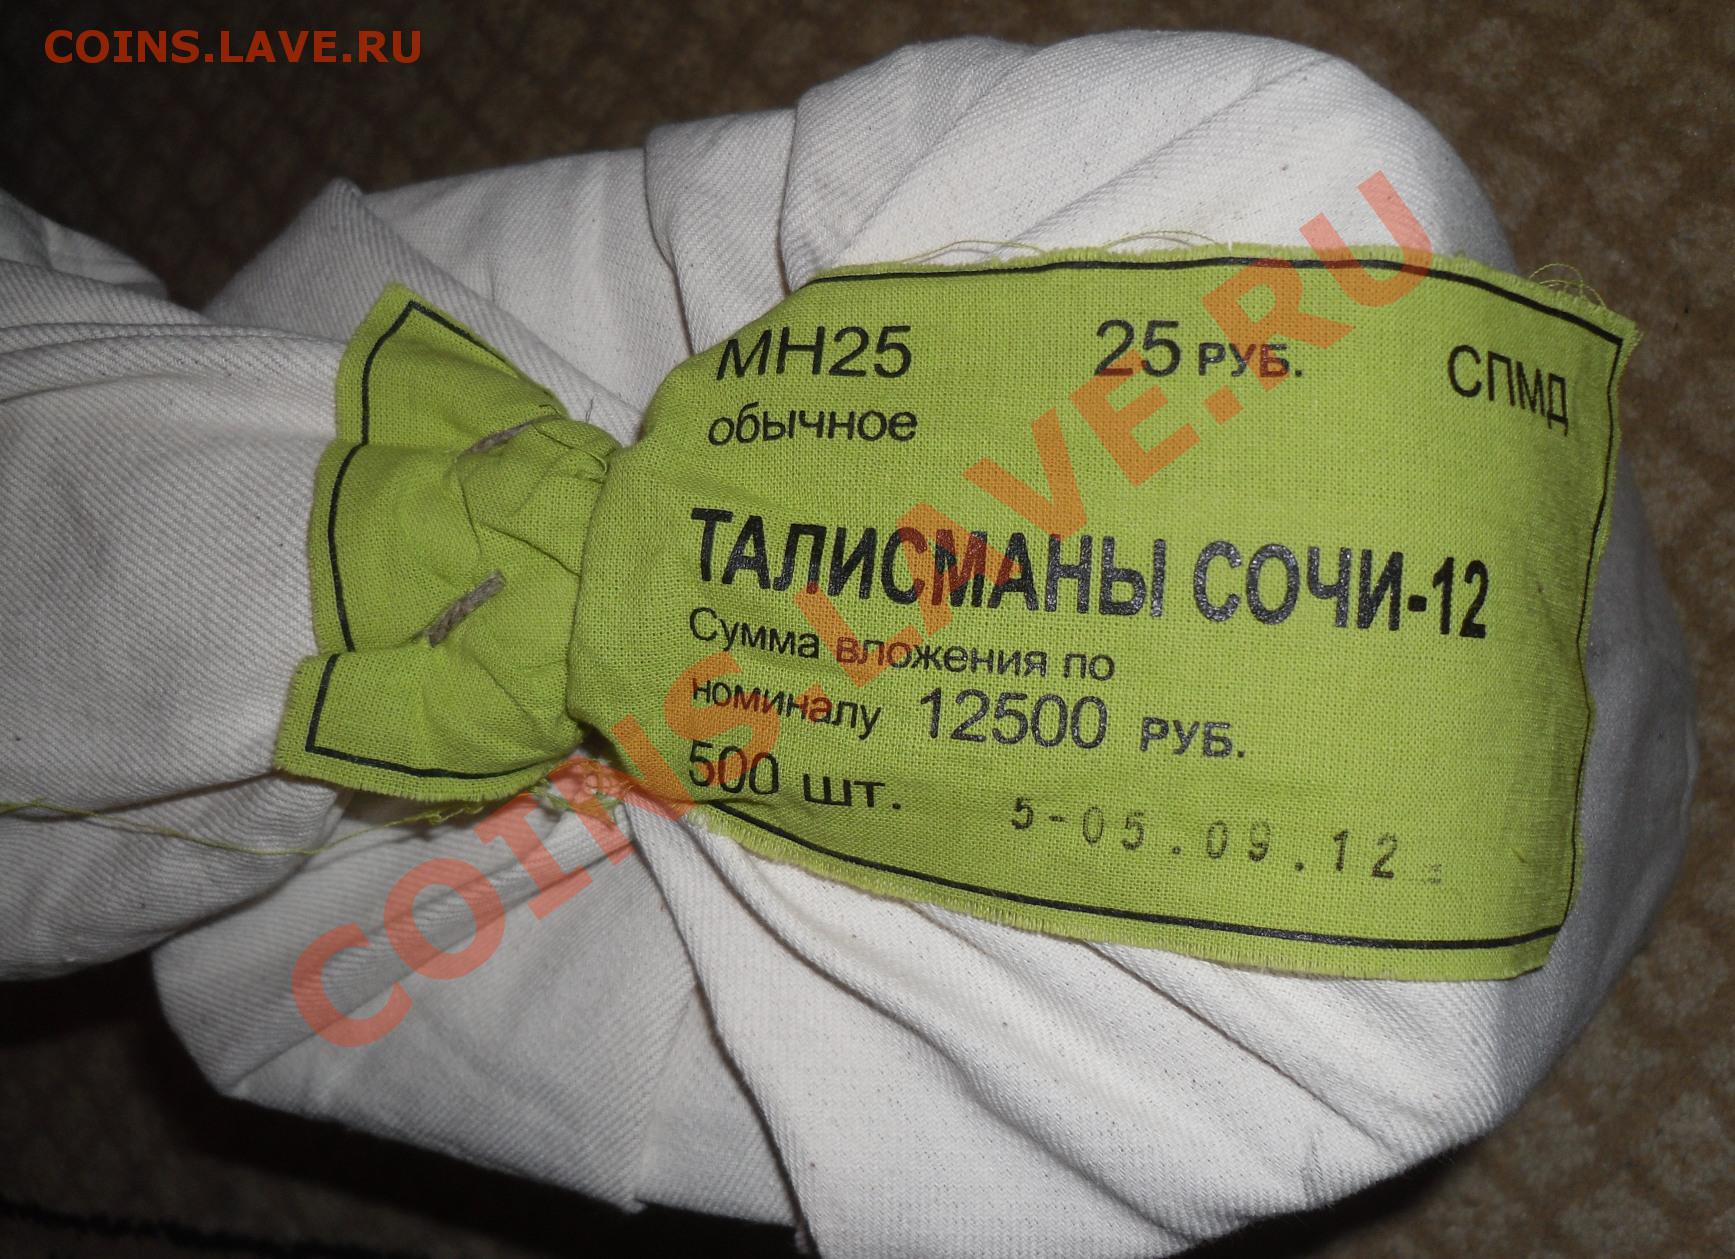 COINS.LAVE.RU
МН25 25 РУБ. СПМД
обычное
ТАЛИСМАНЫ СОЧИ-12
Сумма вложения по
номиналу 12500 РУБ.
500 шт.
5-05.09.12
COINS.LAVE.RU